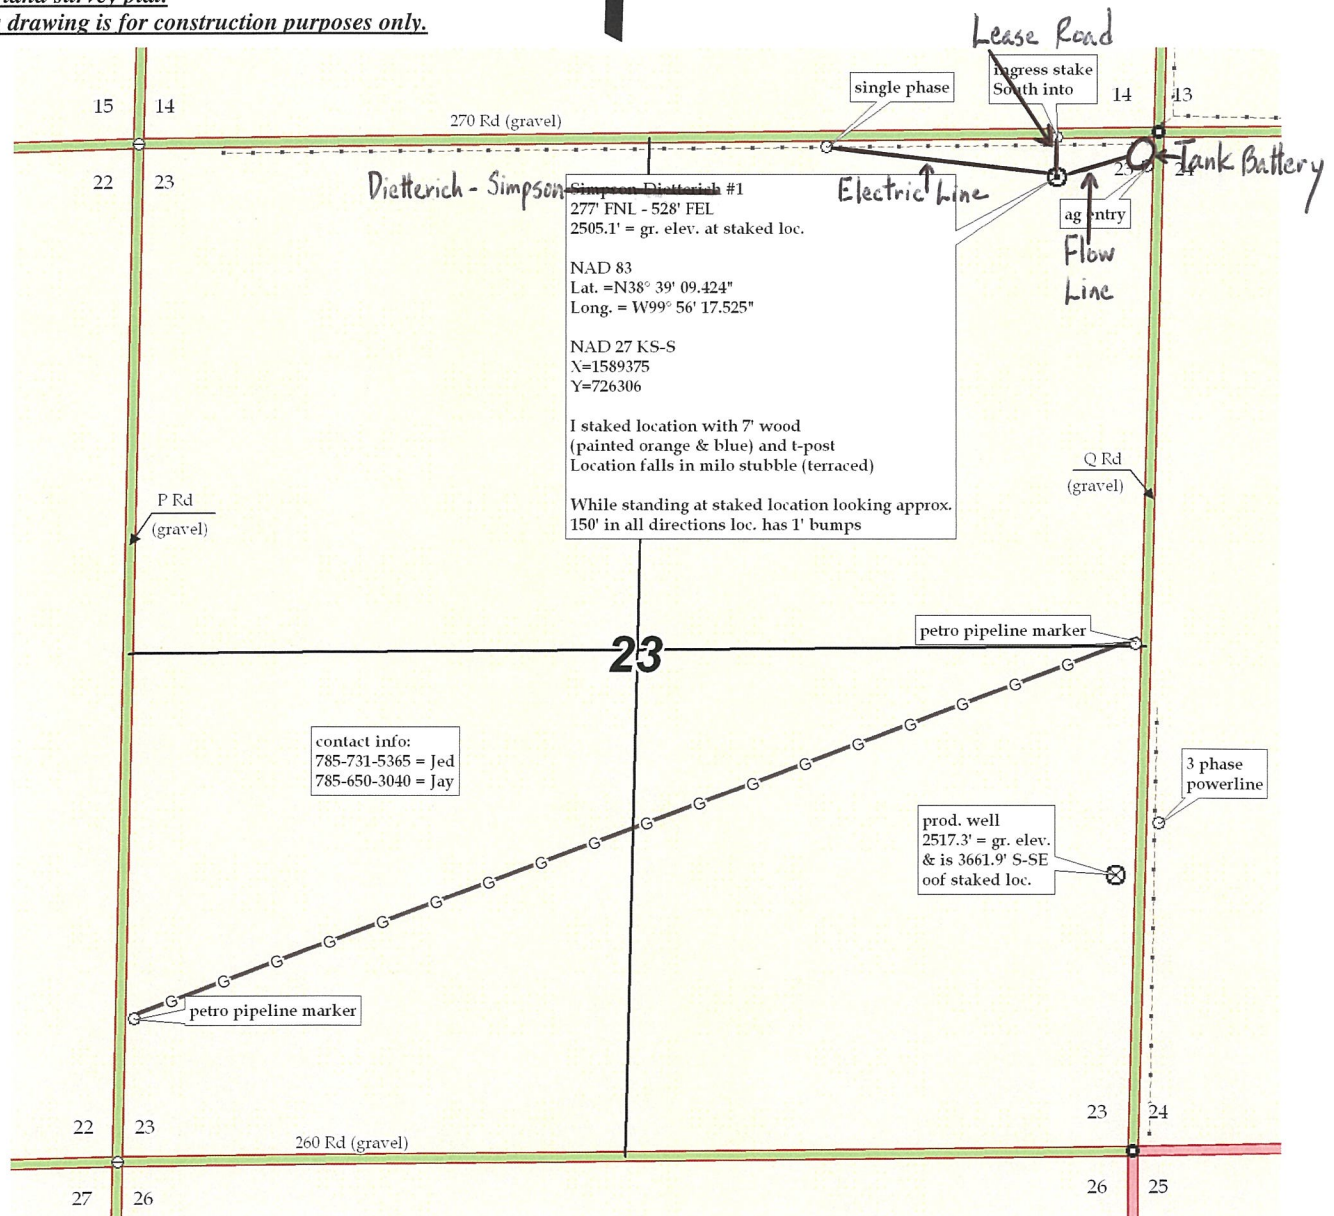 drawing is for construction purposes only.
Lease Road
ingress stake
South into
single phase
15 14
14 13
270 Rd (gravel)
22 23
23 24
Tank Battery
Dietterich - Simpson Simpson-Dietterich #1
Electric Line
277' FNL - 528' FEL
2505.1' = gr. elev. at staked loc.
ag entry
Flow
Line
NAD 83
Lat. =N38° 39' 09.424"
Long. = W99° 56' 17.525"
NAD 27 KS-S
X=1589375
Y=726306
I staked location with 7' wood
(painted orange & blue) and t-post
Location falls in milo stubble (terraced)
While standing at staked location looking approx.
150' in all directions loc. has 1' bumps
Q Rd
(gravel)
P Rd
(gravel)
petro pipeline marker
23
G G G G G G G G G G G G G G G G G G
contact info:
785-731-5365 = Jed
785-650-3040 = Jay
3 phase
powerline
prod. well
2517.3' = gr. elev.
& is 3661.9' S-SE
oof staked loc.
petro pipeline marker
23 24
22 23
260 Rd (gravel)
26 25
27 26